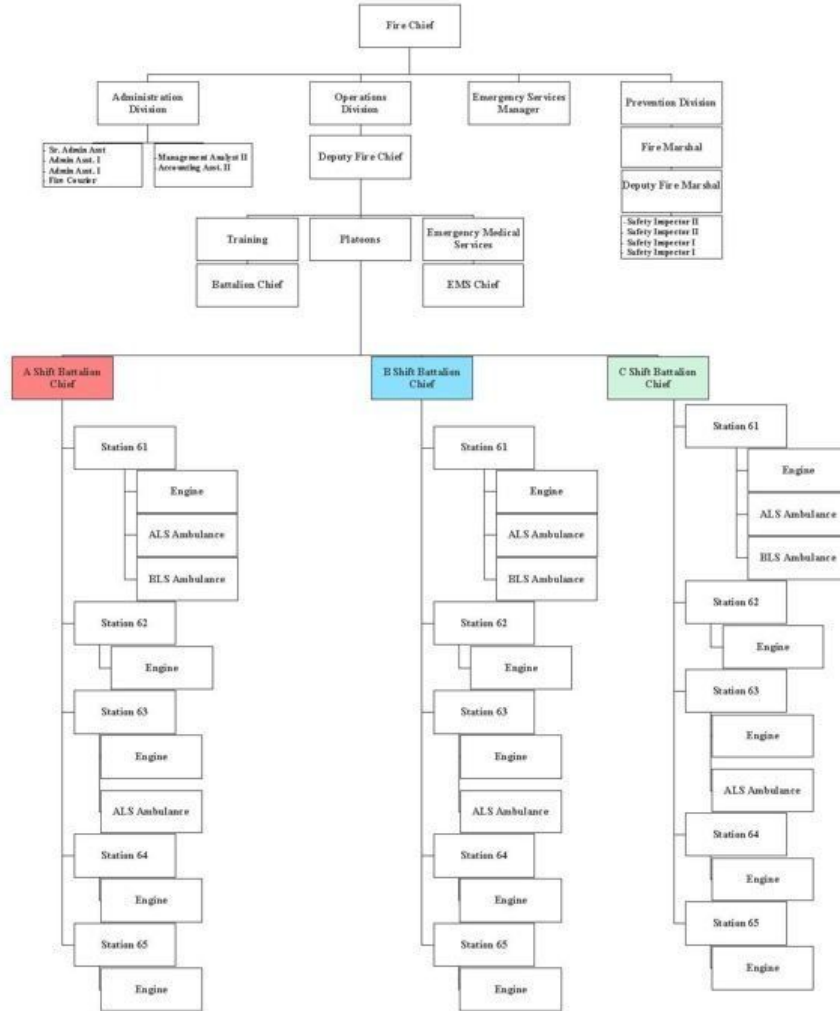 Fire Chief
Administration
Division
Operations
Division
Emergency Services
Manager
Prevention Division
- Sr. Admin Asst
- Admin Asst. I
- Admin Asst. I
- Fire Courier
- Management Analyst II
- Accounting Asst. II
Deputy Fire Chief
Fire Marshal
Deputy Fire Marshal
- Safety Inspector II
- Safety Inspector II
- Safety Inspector I
- Safety Inspector I
Training
Platoons
Emergency Medical
Services
Battalion Chief
EMS Chief
A Shift Battalion
Chief
Station 61
Engine
ALS Ambulance
BLS Ambulance
Station 62
Engine
Station 63
Engine
ALS Ambulance
Station 64
Engine
Station 65
Engine
B Shift Battalion
Chief
Station 61
Engine
ALS Ambulance
BLS Ambulance
Station 62
Engine
Station 63
Engine
ALS Ambulance
Station 64
Engine
Station 65
Engine
C Shift Battalion
Chief
Station 61
Engine
ALS Ambulance
BLS Ambulance
Station 62
Engine
Station 63
Engine
ALS Ambulance
Station 64
Engine
Station 65
Engine